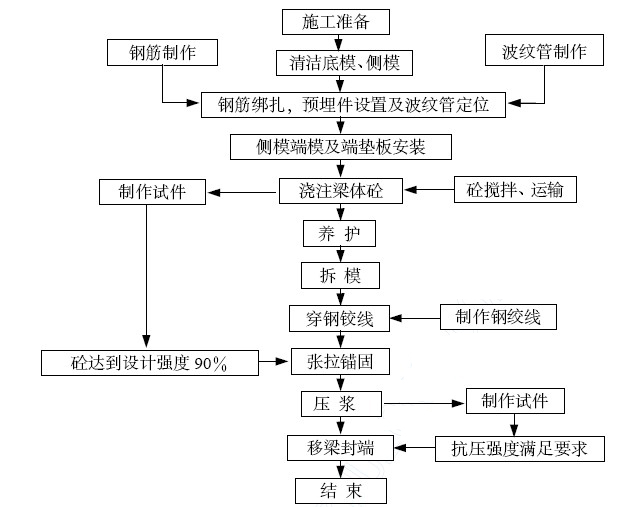 施工准备
钢筋制作
清洁底模、侧模
波纹管制作
钢筋绑扎，预埋件设置及波纹管定位
侧模端模及端垫板安装
制作试件
浇注梁体砼
砼搅拌、运输
养 护
拆 模
穿钢铰线
制作钢绞线
砼达到设计强度 90%
张拉锚固
压 浆
制作试件
移梁封端
抗压强度满足要求
结 束